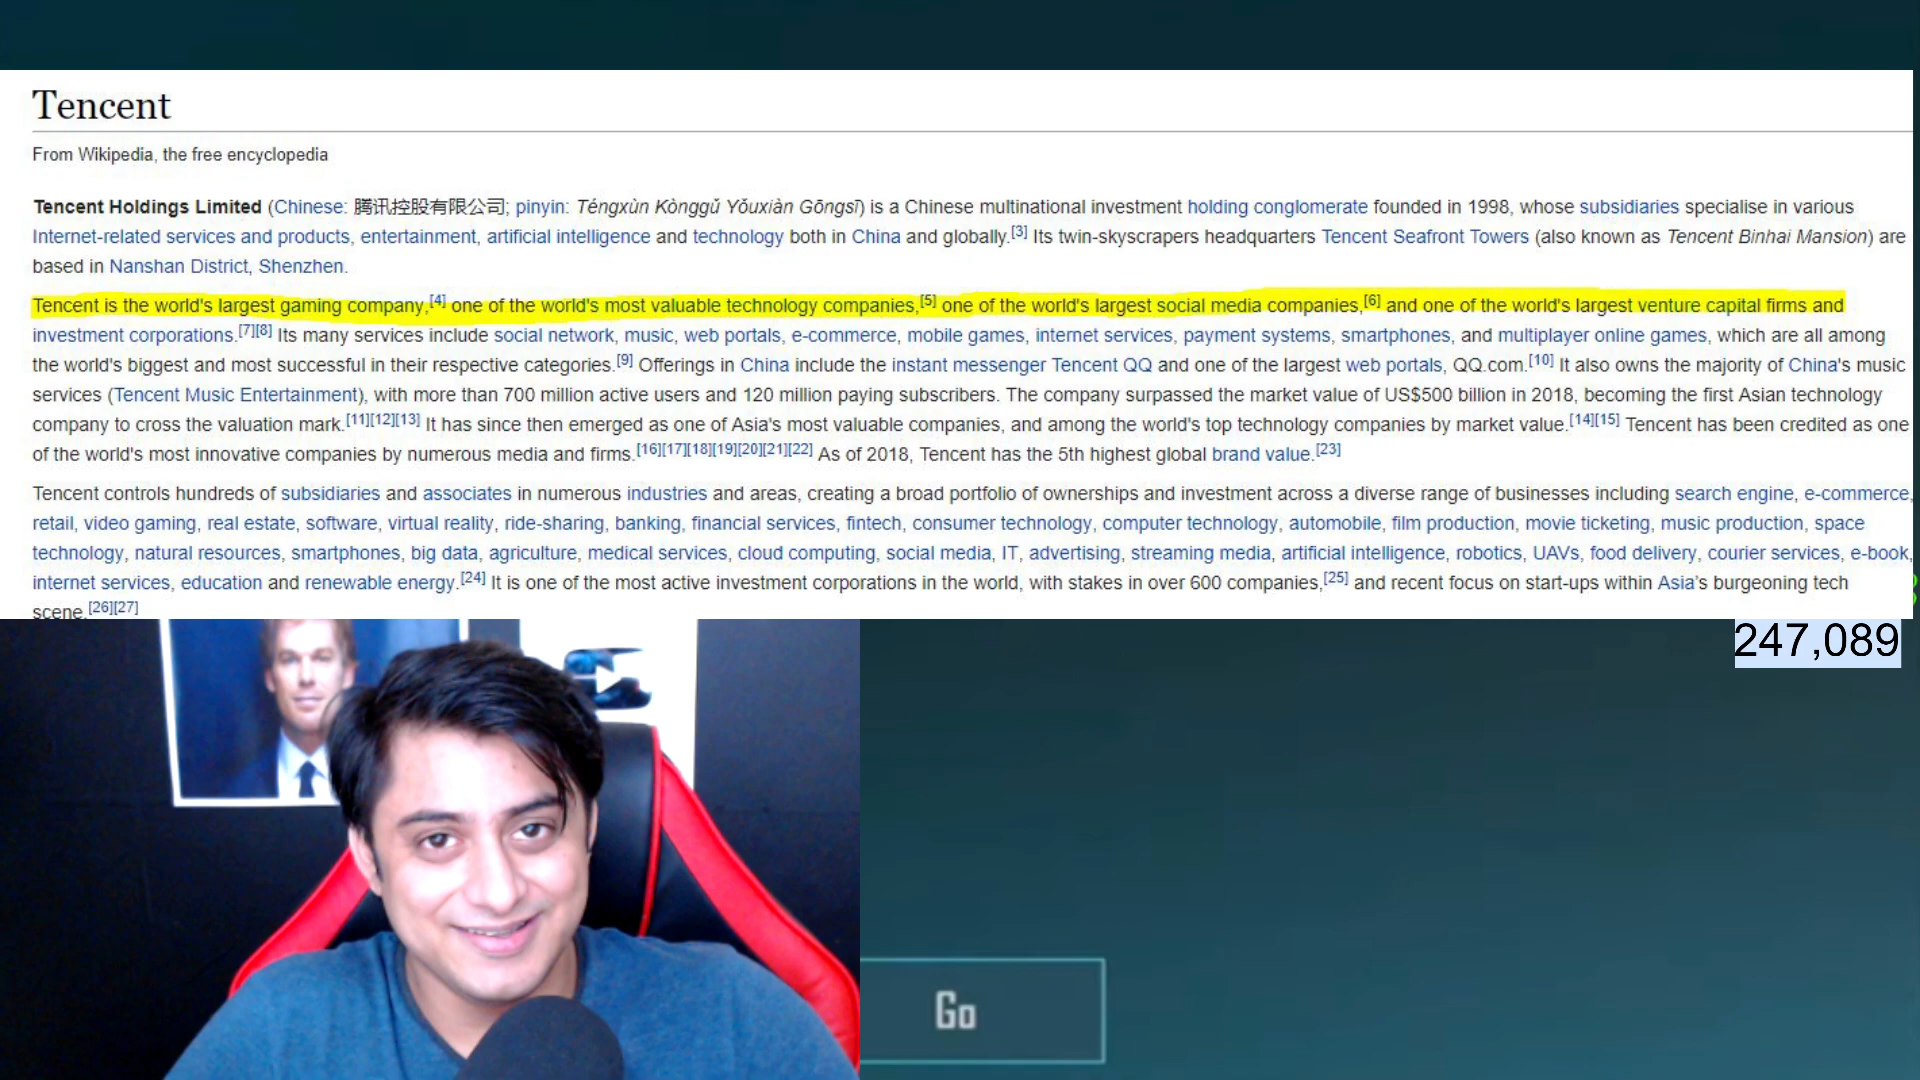 Tencent
From Wikipedia, the free encyclopedia
Tencent Holdings Limited (Chinese: 腾讯控股有限公司; pinyin: Téngxùn Kònggǔ Yǒuxiàn Gōngsī) is a Chinese multinational investment holding conglomerate founded in 1998, whose subsidiaries specialise in various
Internet-related services and products, entertainment, artificial intelligence and technology both in China and globally.[3] Its twin-skyscrapers headquarters Tencent Seafront Towers (also known as Tencent Binhai Mansion) are
based in Nanshan District, Shenzhen.
Tencent is the world's largest gaming company,[4] one of the world's most valuable technology companies,[5] one of the world's largest social media companies,[6] and one of the world's largest venture capital firms and
investment corporations.[7][8] Its many services include social network, music, web portals, e-commerce, mobile games, internet services, payment systems, smartphones, and multiplayer online games, which are all among
the world's biggest and most successful in their respective categories.[9] Offerings in China include the instant messenger Tencent QQ and one of the largest web portals, QQ.com.[10] It also owns the majority of China's music
services (Tencent Music Entertainment), with more than 700 million active users and 120 million paying subscribers. The company surpassed the market value of US$500 billion in 2018, becoming the first Asian technology
company to cross the valuation mark.[11][12][13] It has since then emerged as one of Asia's most valuable companies, and among the world's top technology companies by market value.[14][15] Tencent has been credited as one
of the world's most innovative companies by numerous media and firms.[16][17][18][19][20][21][22] As of 2018, Tencent has the 5th highest global brand value.[23]
Tencent controls hundreds of subsidiaries and associates in numerous industries and areas, creating a broad portfolio of ownerships and investment across a diverse range of businesses including search engine, e-commerce,
retail, video gaming, real estate, software, virtual reality, ride-sharing, banking, financial services, fintech, consumer technology, computer technology, automobile, film production, movie ticketing, music production, space
technology, natural resources, smartphones, big data, agriculture, medical services, cloud computing, social media, IT, advertising, streaming media, artificial intelligence, robotics, UAVs, food delivery, courier services, e-book,
internet services, education and renewable energy.[24] It is one of the most active investment corporations in the world, with stakes in over 600 companies,[25] and recent focus on start-ups within Asia's burgeoning tech
scene.[26][27]
247,089
Go